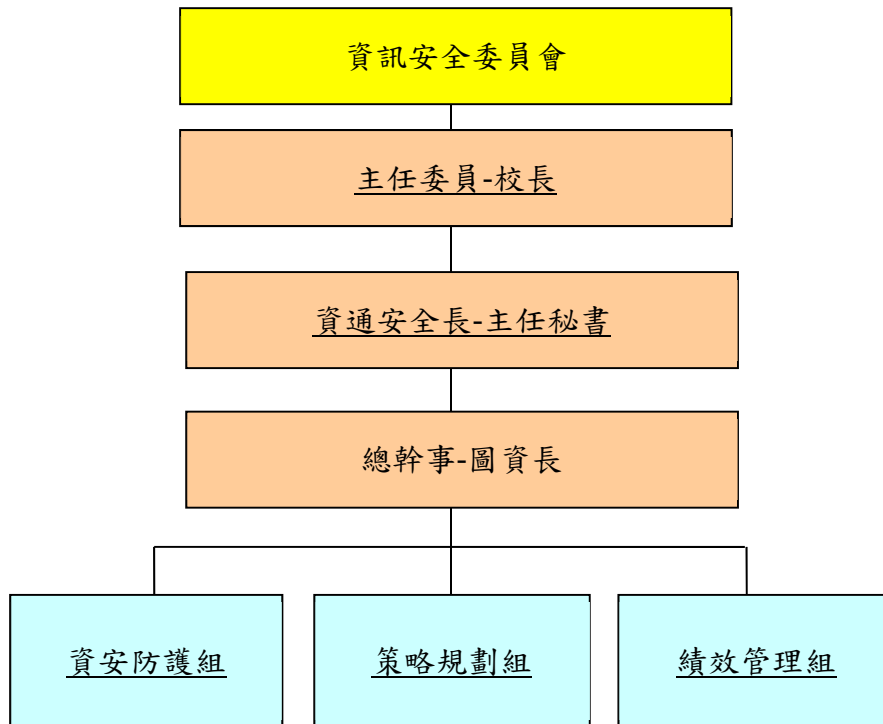 資訊安全委員會
主任委員-校長
資通安全長-主任秘書
總幹事-圖資長
資安防護組
策略規劃組
績效管理組